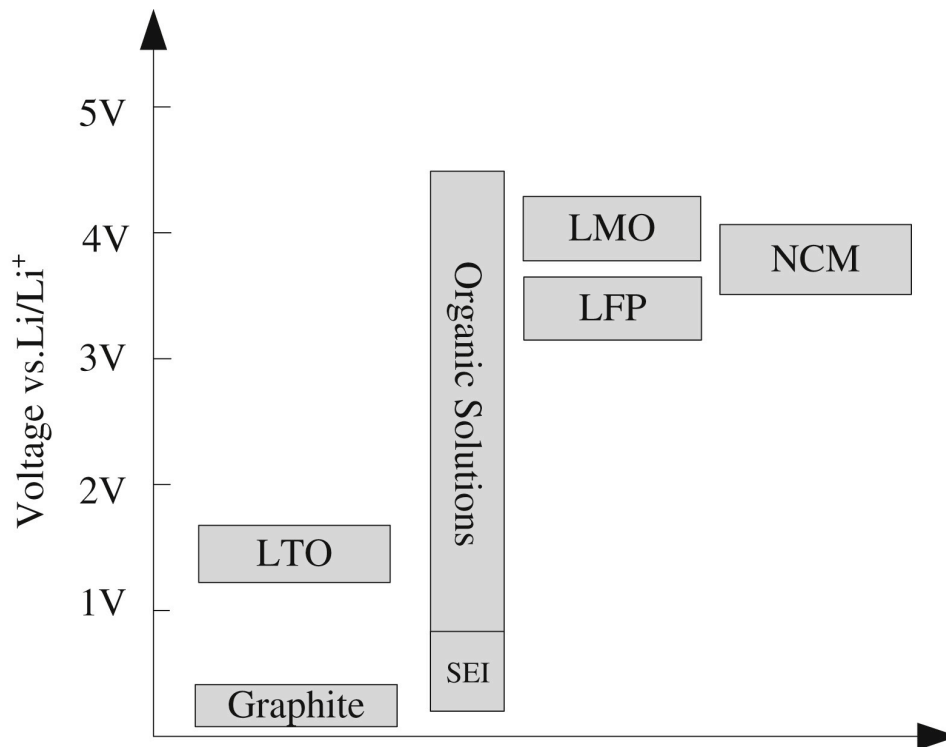 Voltage vs.Li/Li⁺
5V
4V
3V
2V
1V
LTO
Graphite
Organic Solutions
SEI
LMO
LFP
NCM